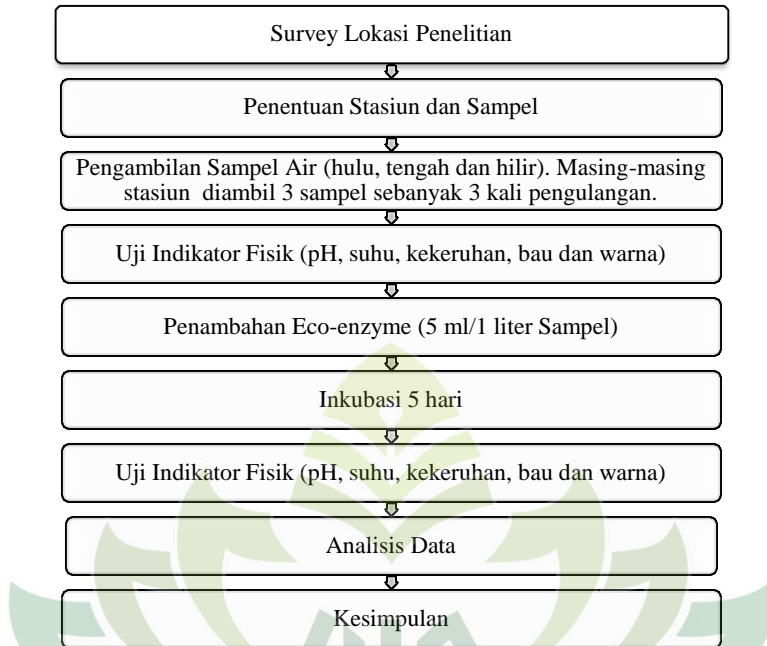 Survey Lokasi Penelitian
Penentuan Stasiun dan Sampel
Pengambilan Sampel Air (hulu, tengah dan hilir). Masing-masing
stasiun diambil 3 sampel sebanyak 3 kali pengulangan.
Uji Indikator Fisik (pH, suhu, kekeruhan, bau dan warna)
Penambahan Eco-enzyme (5 ml/1 liter Sampel)
Inkubasi 5 hari
Uji Indikator Fisik (pH, suhu, kekeruhan, bau dan warna)
Analisis Data
Kesimpulan